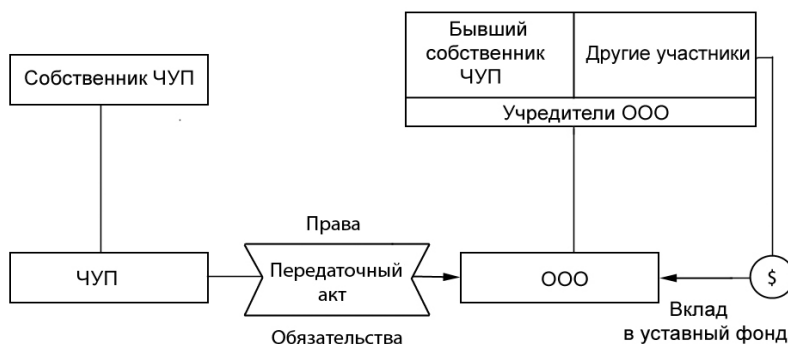 Собственник ЧУП
Бывший
собственник
ЧУП
Другие участники
Учредители ООО
Права
ЧУП
Передаточный
акт
ООО
$
Обязательства
Вклад
в уставный фонд